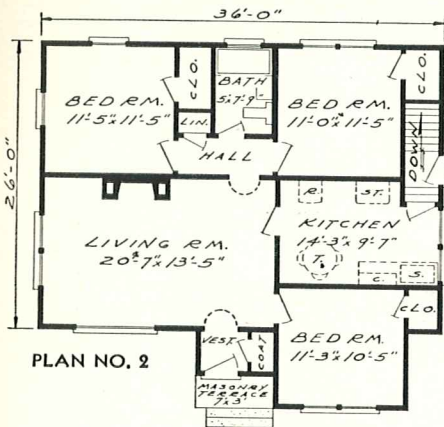 36'-0"
26'-0"
BED RM.
11'-5"x11'-5"
CLO.
LIN.
BATH
5'x7'-9"
BED RM.
11'-0"x11'-5"
CLO.
DOWN
HALL
LIVING RM.
20'-7"x13'-5"
R.
ST.
KITCHEN
14'-3"x9'-7"
T.
C.
S.
VEST.
COAT
BED RM.
11'-3"x10'-5"
CLO.
MASONRY
TERRACE
7'x3'
PLAN NO. 2